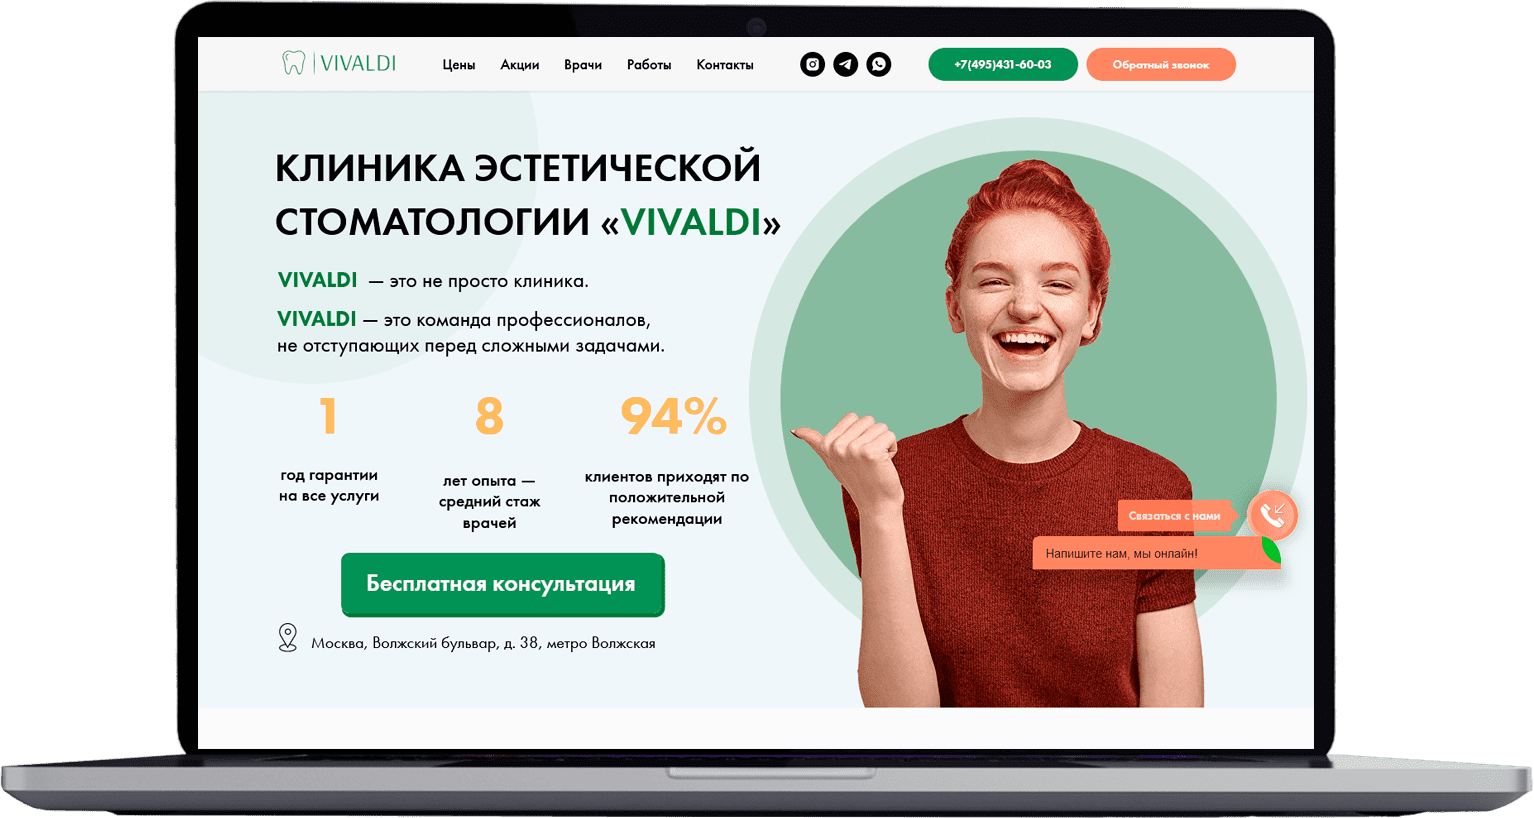 VIVALDI
Цены Акции Врачи Работы Контакты
+7(495)431-60-03
Обратный звонок
КЛИНИКА ЭСТЕТИЧЕСКОЙ
СТОМАТОЛОГИИ «VIVALDI»
VIVALDI — это не просто клиника.
VIVALDI — это команда профессионалов,
не отступающих перед сложными задачами.
1
год гарантии
на все услуги
8
лет опыта —
средний стаж
врачей
94%
клиентов приходят по
положительной
рекомендации
Связаться с нами
Напишите нам, мы онлайн!
Бесплатная консультация
Москва, Волжский бульвар, д. 38, метро Волжская